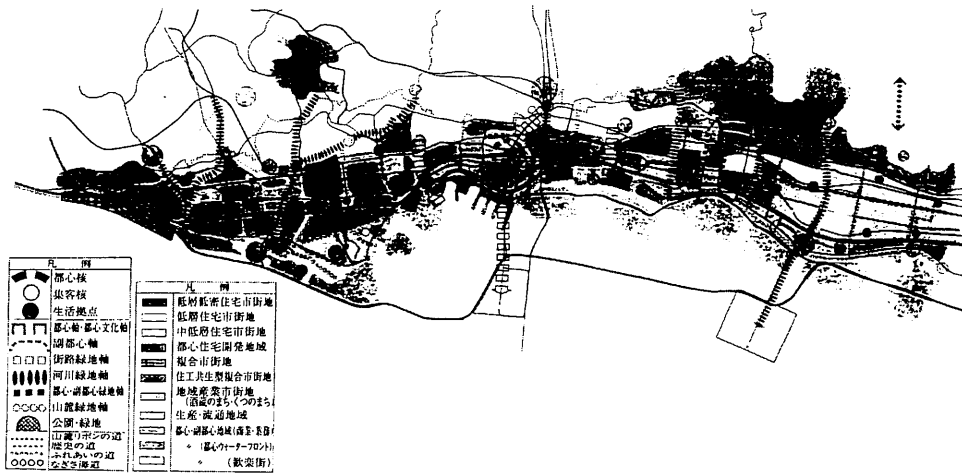 凡 例
都心核
集客核
生活拠点
都心軸・都心文化軸
副都心軸
街路緑地軸
河川緑地軸
都心・副都心緑地軸
山麓緑地軸
公園・緑地
山麓リボンの道
歴史の道
ふれあいの道
なぎさ海道
凡 例
低層低密住宅市街地
低層住宅市街地
中低層住宅市街地
都心住宅開発地域
複合市街地
住工共生型複合市街地
地域産業市街地
(酒蔵のまち・くつのまち)
生産・流通地域
都心・副都心地域(商業・業務)
〃 (都心ウォーターフロント)
〃 (歓楽街)